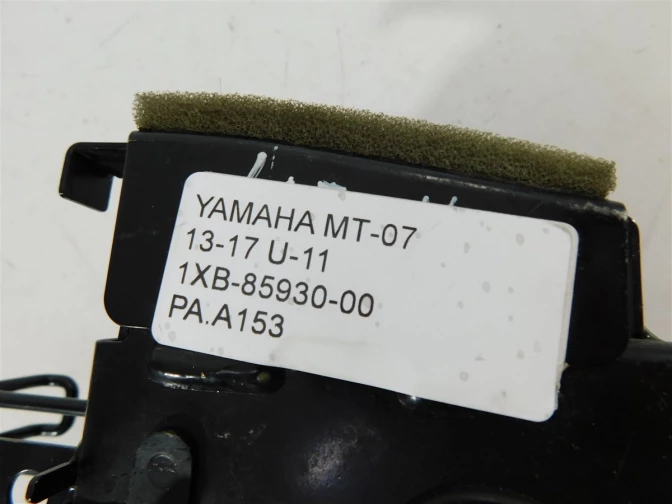 YAMAHA MT-07
13-17 U-11
1XB-85930-00
PA.A153